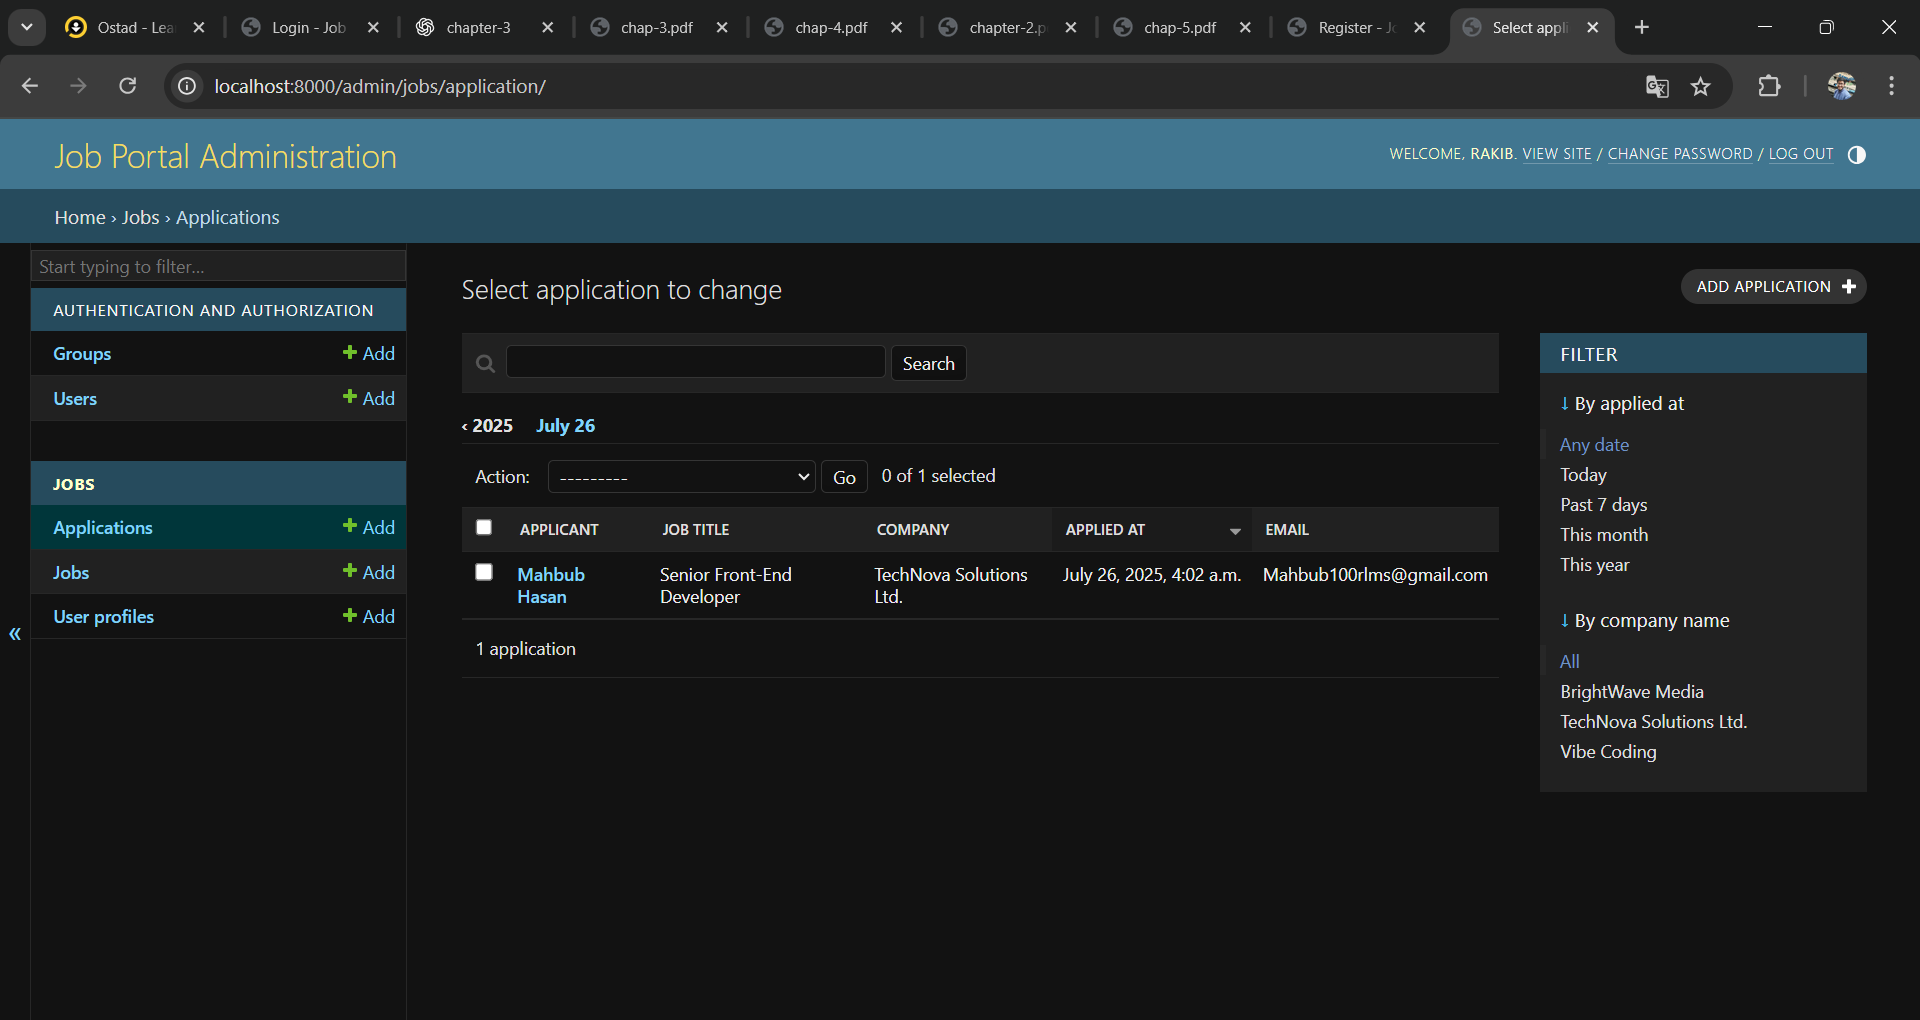 Ostad - Lea
Login - Job
chapter-3
chap-3.pdf
chap-4.pdf
chapter-2.p
chap-5.pdf
Register - Jo
Select appli
localhost:8000/admin/jobs/application/
Job Portal Administration
WELCOME, RAKIB. VIEW SITE / CHANGE PASSWORD / LOG OUT
Home › Jobs › Applications
Start typing to filter...
AUTHENTICATION AND AUTHORIZATION
Groups + Add
Users + Add
JOBS
Applications + Add
Jobs + Add
User profiles + Add
«
Select application to change
ADD APPLICATION +
Search
‹ 2025 July 26
Action: --------- Go 0 of 1 selected
APPLICANT JOB TITLE COMPANY APPLIED AT EMAIL
Mahbub Senior Front-End TechNova Solutions July 26, 2025, 4:02 a.m. Mahbub100rlms@gmail.com
Hasan Developer Ltd.
1 application
FILTER
↓ By applied at
Any date
Today
Past 7 days
This month
This year
↓ By company name
All
BrightWave Media
TechNova Solutions Ltd.
Vibe Coding